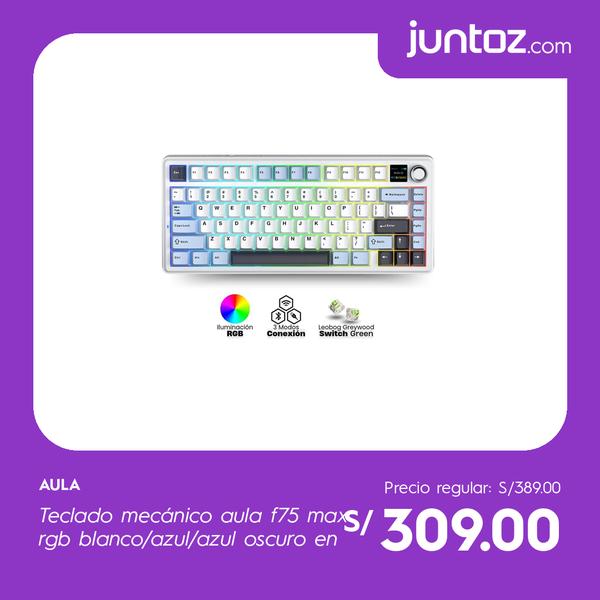 juntoz.com
Iluminación
RGB
3 Modos
Conexión
Leobog Greywood
Switch Green
AULA
Teclado mecánico aula f75 max
rgb blanco/azul/azul oscuro en
Precio regular: S/389.00
S/ 309.00